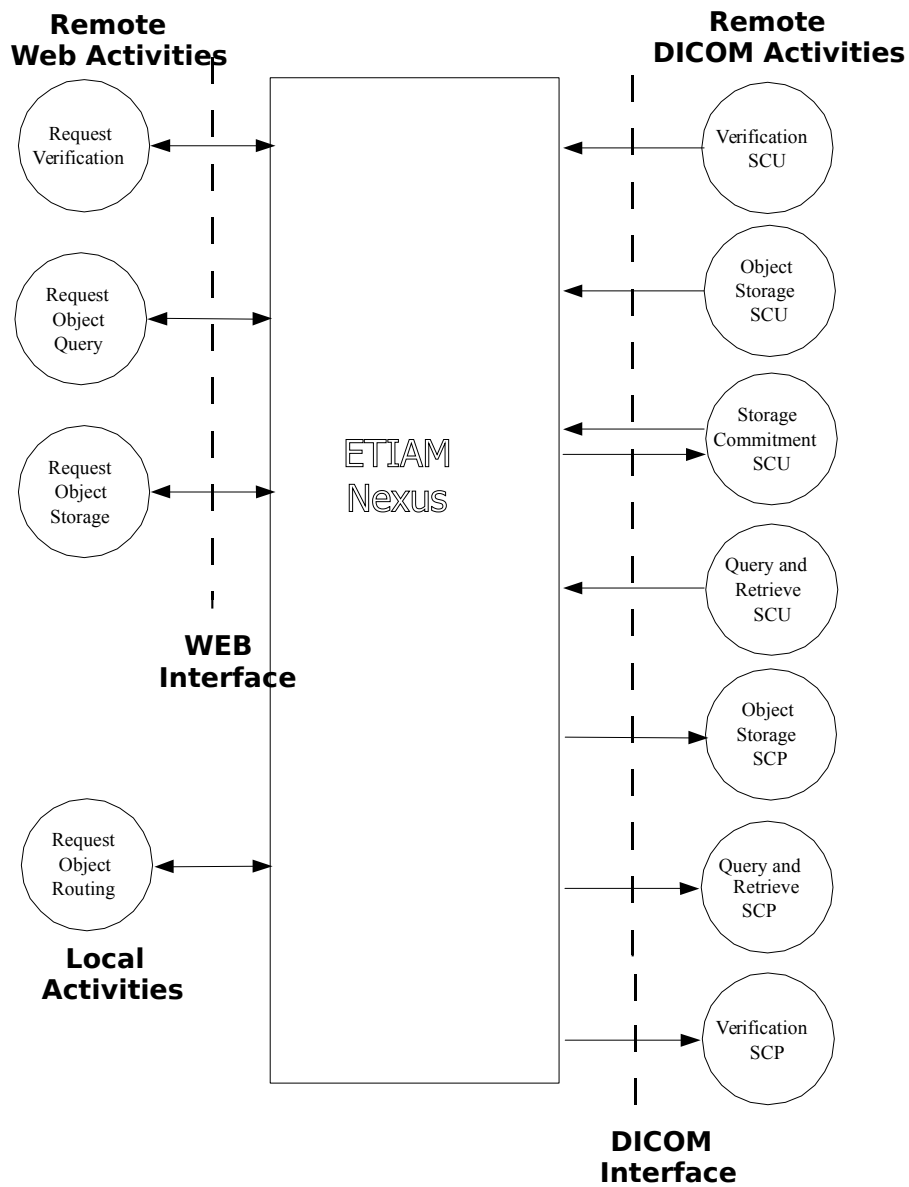 Remote
Web Activities
Request
Verification
Request
Object
Query
Request
Object
Storage
WEB
Interface
Request
Object
Routing
Local
Activities
ETIAM
Nexus
Remote
DICOM Activities
Verification
SCU
Object
Storage
SCU
Storage
Commitment
SCU
Query and
Retrieve
SCU
Object
Storage
SCP
Query and
Retrieve
SCP
Verification
SCP
DICOM
Interface